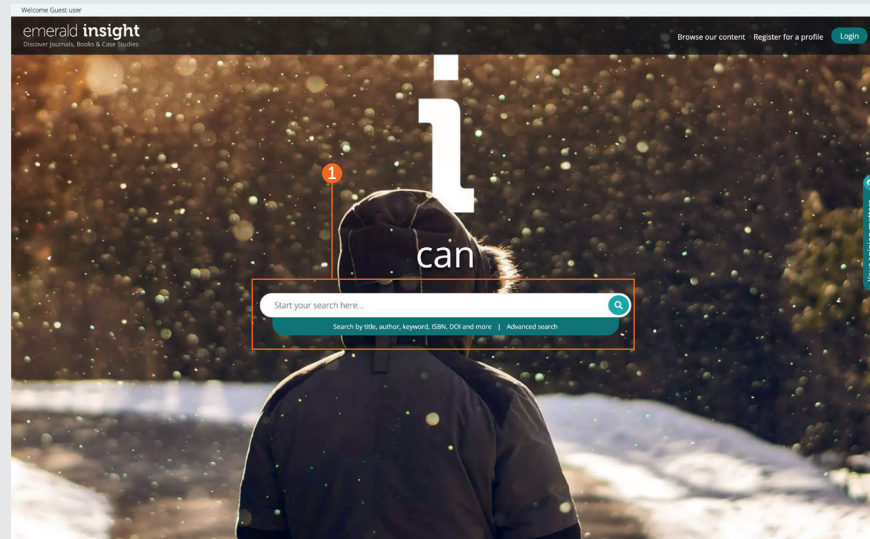 Welcome Guest user
emerald insight
Discover Journals, Books & Case Studies
Browse our content
Register for a profile
Login
i
1
can
Start your search here...
Search by title, author, keyword, ISBN, DOI and more | Advanced search